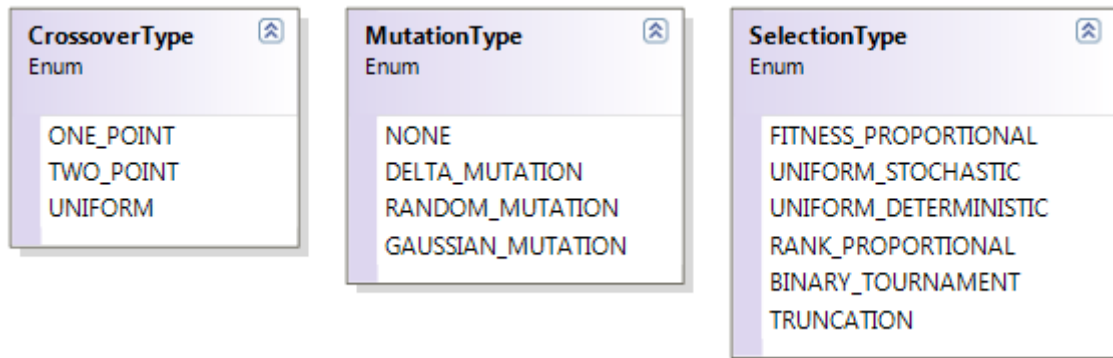 CrossoverType
Enum
ONE_POINT
TWO_POINT
UNIFORM
MutationType
Enum
NONE
DELTA_MUTATION
RANDOM_MUTATION
GAUSSIAN_MUTATION
SelectionType
Enum
FITNESS_PROPORTIONAL
UNIFORM_STOCHASTIC
UNIFORM_DETERMINISTIC
RANK_PROPORTIONAL
BINARY_TOURNAMENT
TRUNCATION